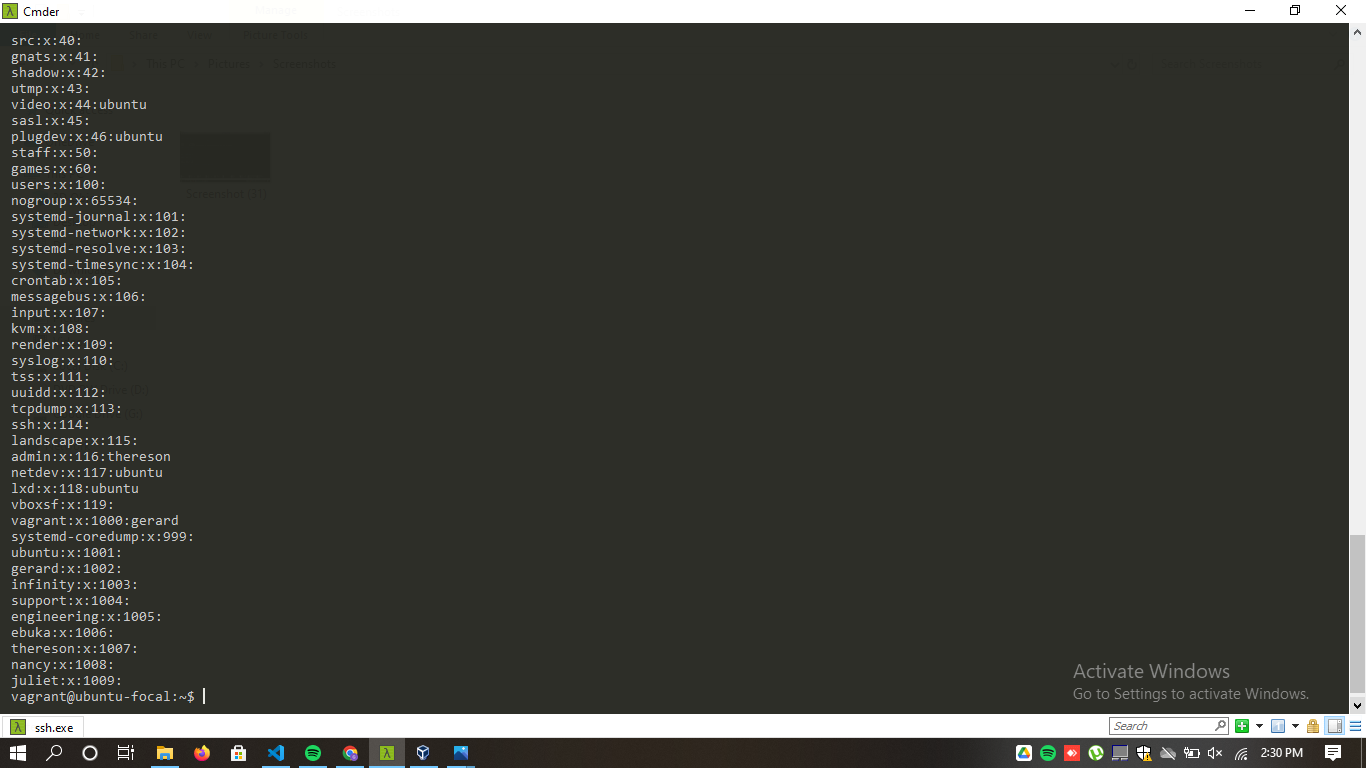 Cmder
src:x:40:
gnats:x:41:
shadow:x:42:
utmp:x:43:
video:x:44:ubuntu
sasl:x:45:
plugdev:x:46:ubuntu
staff:x:50:
games:x:60:
users:x:100:
nogroup:x:65534:
systemd-journal:x:101:
systemd-network:x:102:
systemd-resolve:x:103:
systemd-timesync:x:104:
crontab:x:105:
messagebus:x:106:
input:x:107:
kvm:x:108:
render:x:109:
syslog:x:110:
tss:x:111:
uuidd:x:112:
tcpdump:x:113:
ssh:x:114:
landscape:x:115:
admin:x:116:thereson
netdev:x:117:ubuntu
lxd:x:118:ubuntu
vboxsf:x:119:
vagrant:x:1000:gerard
systemd-coredump:x:999:
ubuntu:x:1001:
gerard:x:1002:
infinity:x:1003:
support:x:1004:
engineering:x:1005:
ebuka:x:1006:
thereson:x:1007:
nancy:x:1008:
juliet:x:1009:
vagrant@ubuntu-focal:~$
Activate Windows
Go to Settings to activate Windows.
ssh.exe
Search
2:30 PM